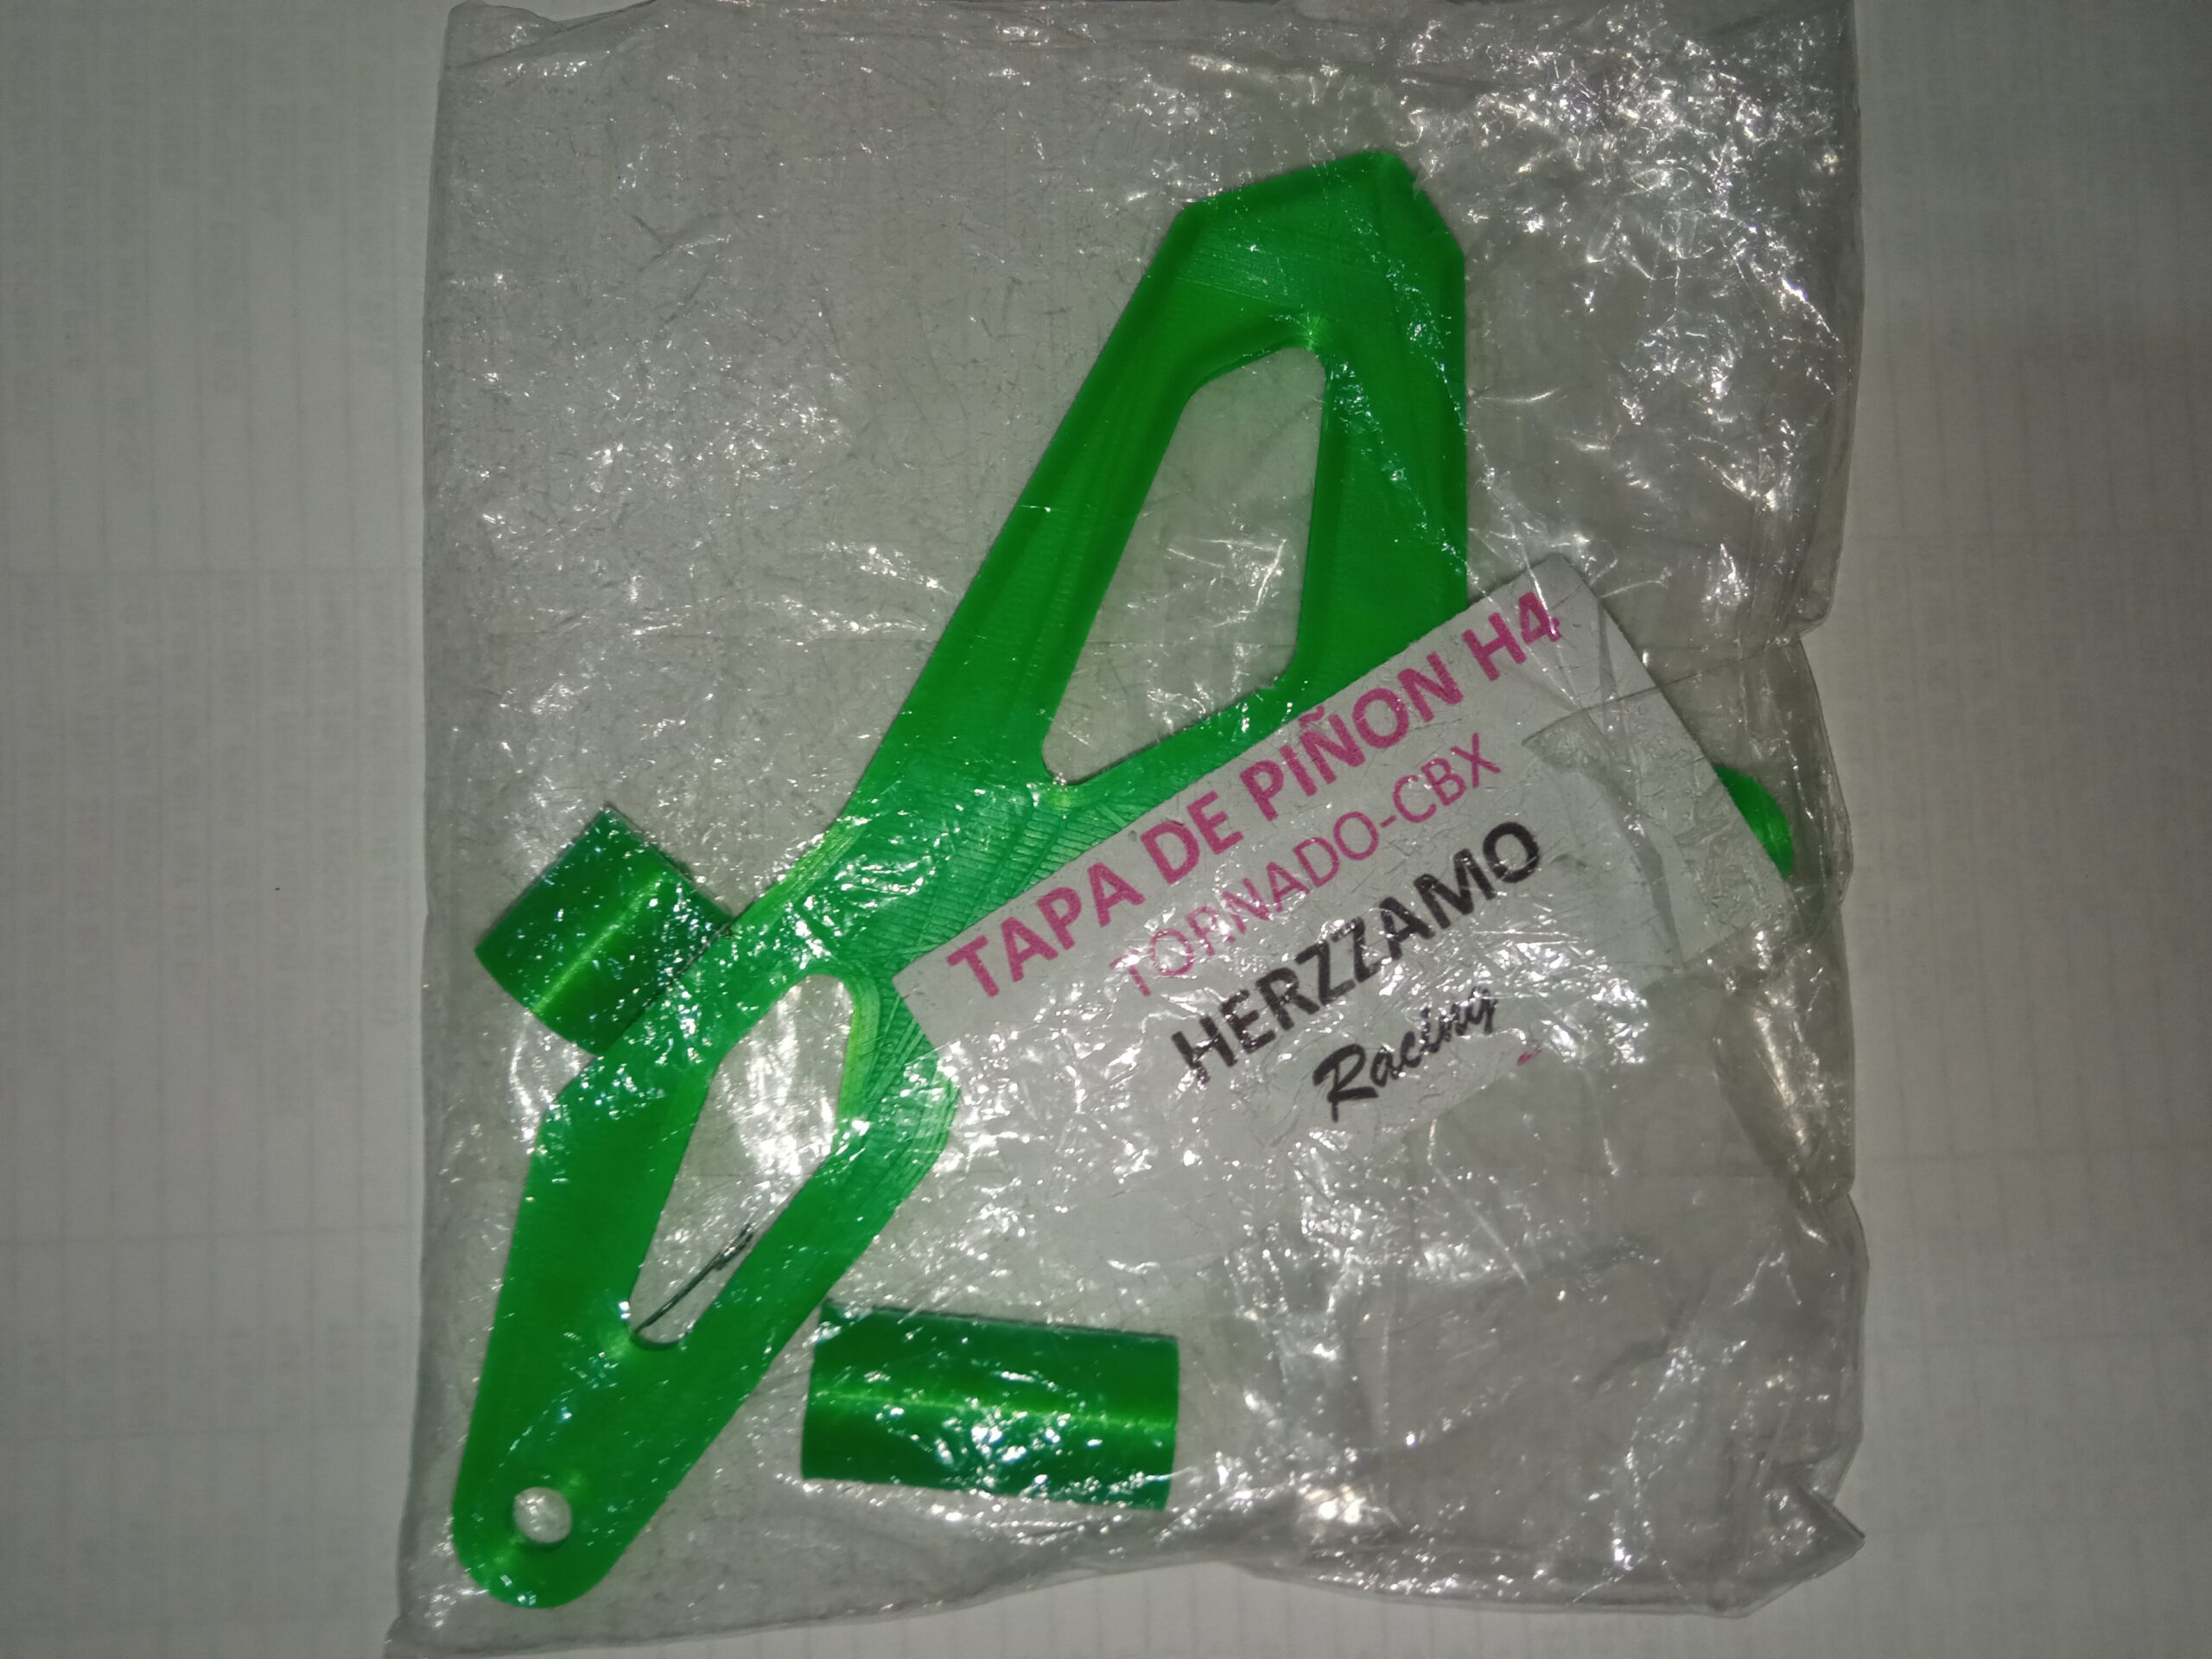 TAPA DE PIÑON H4
TORNADO-CBX
HERZZAMO
Racing